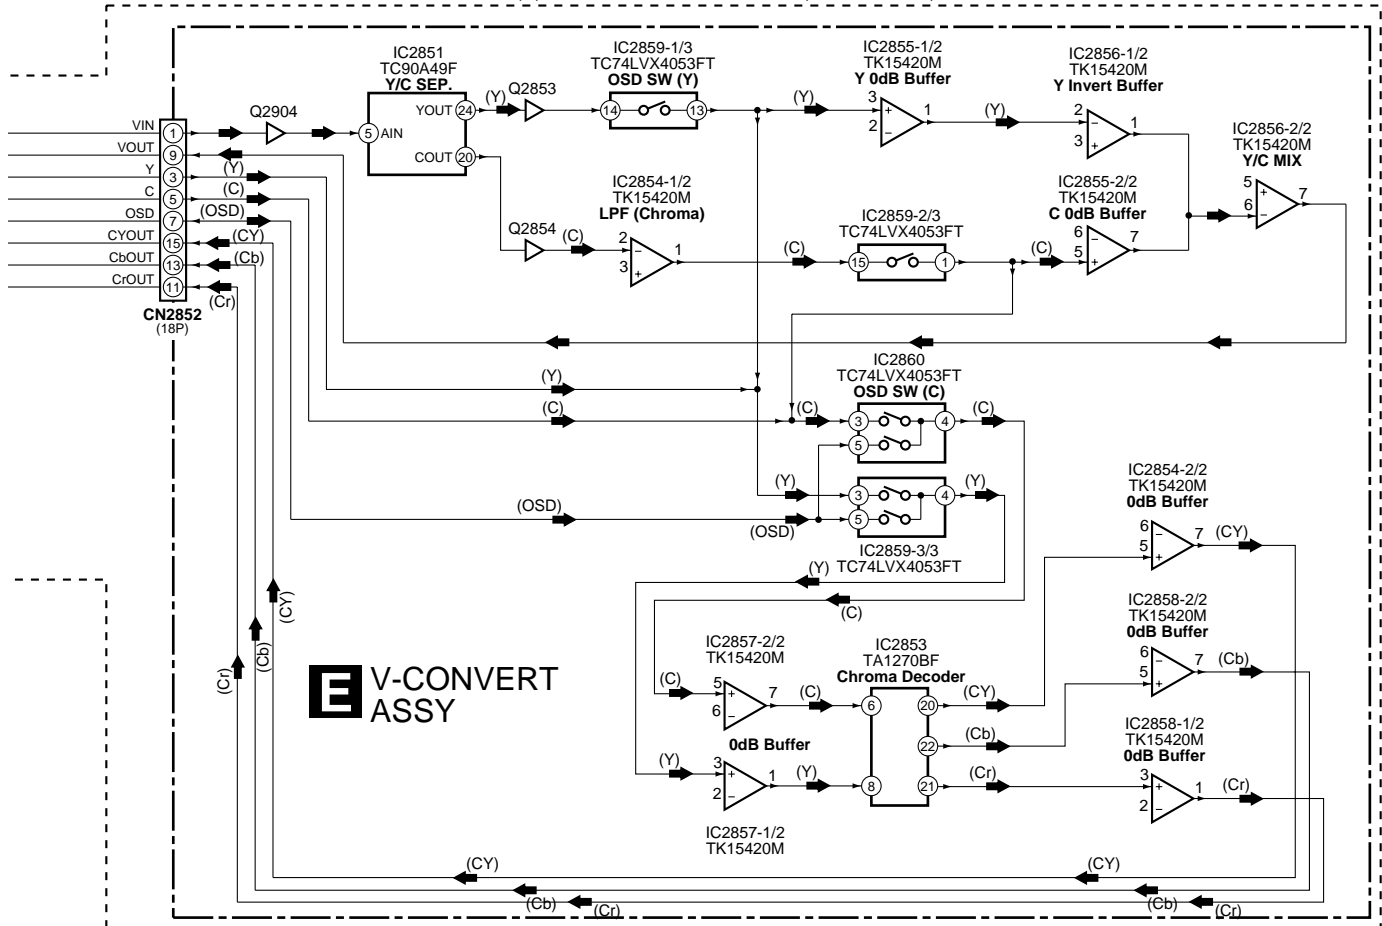 IC2851
TC90A49F
Y/C SEP.
IC2859-1/3
TC74LVX4053FT
OSD SW (Y)
IC2855-1/2
TK15420M
Y 0dB Buffer
IC2856-1/2
TK15420M
Y Invert Buffer
Q2904
5 AIN
YOUT 24
COUT 20
(Y)
Q2853
14
13
(Y)
3
+
2
−
1
(Y)
2
−
3
+
1
IC2856-2/2
TK15420M
Y/C MIX
5
+
6
−
7
VIN 1
VOUT 9
Y 3 (Y)
C 5 (C)
OSD 7 (OSD)
CYOUT 15 (CY)
CbOUT 13 (Cb)
CrOUT 11 (Cr)
CN2852
(18P)
IC2854-1/2
TK15420M
LPF (Chroma)
Q2854
(C)
2
−
3
+
1
(C)
IC2859-2/3
TC74LVX4053FT
15
1
(C)
IC2855-2/2
TK15420M
C 0dB Buffer
6
−
5
+
7
IC2860
TC74LVX4053FT
OSD SW (C)
(Y)
(C)
(C)
3
4
5
(C)
(Y)
3
4
5
(Y)
(OSD)
(OSD)
IC2859-3/3
TC74LVX4053FT
(Y)
(C)
IC2854-2/2
TK15420M
0dB Buffer
6
−
5
+
7
(CY)
IC2858-2/2
TK15420M
0dB Buffer
6
−
5
+
7
(Cb)
IC2858-1/2
TK15420M
0dB Buffer
3
+
2
−
1
(Cr)
(CY)
(Cb)
(Cr)
E V-CONVERT
ASSY
IC2857-2/2
TK15420M
(C)
5
+
6
−
7
(C)
0dB Buffer
(Y)
3
+
2
−
1
(Y)
IC2857-1/2
TK15420M
IC2853
TA1270BF
Chroma Decoder
6
8
20
22
21
(CY)
(Cb)
(Cr)
(CY)
(CY)
(Cb)
(Cr)
(Cb)
(Cr)